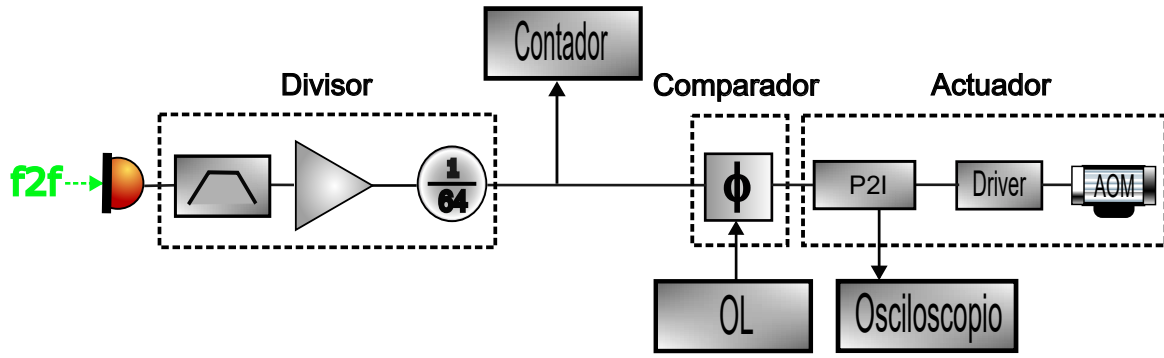 Contador
Divisor
Comparador
Actuador
f2f
1
64
ϕ
P2I
Driver
AOM
OL
Osciloscopio